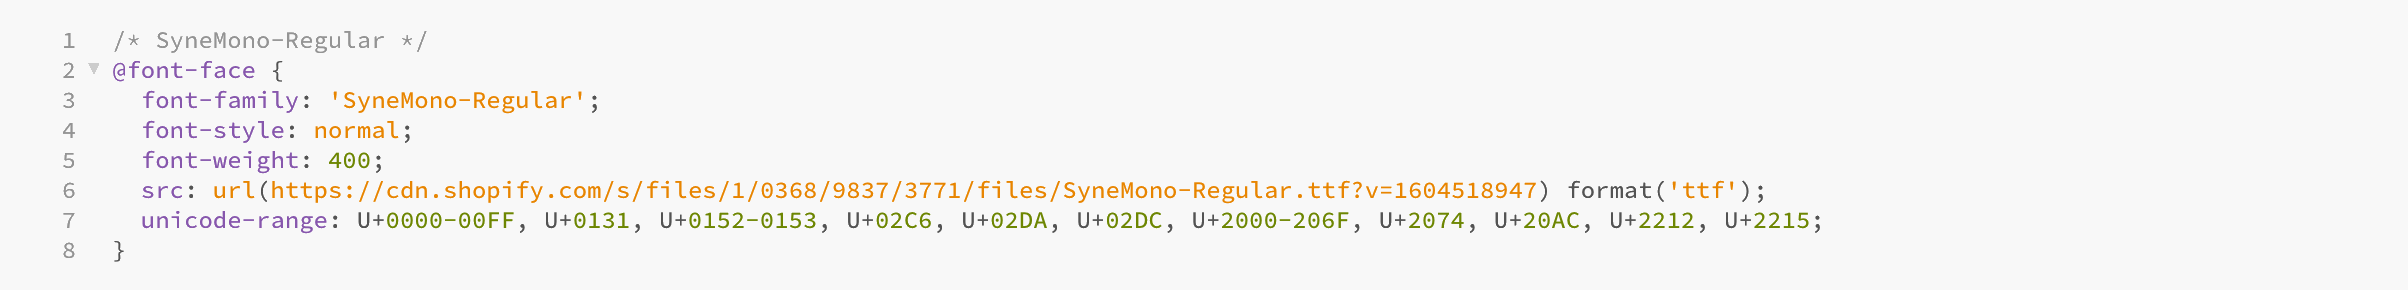 1 /* SyneMono-Regular */
2 @font-face {
3 font-family: 'SyneMono-Regular';
4 font-style: normal;
5 font-weight: 400;
6 src: url(https://cdn.shopify.com/s/files/1/0368/9837/3771/files/SyneMono-Regular.ttf?v=1604518947) format('ttf');
7 unicode-range: U+0000-00FF, U+0131, U+0152-0153, U+02C6, U+02DA, U+02DC, U+2000-206F, U+2074, U+20AC, U+2212, U+2215;
8 }